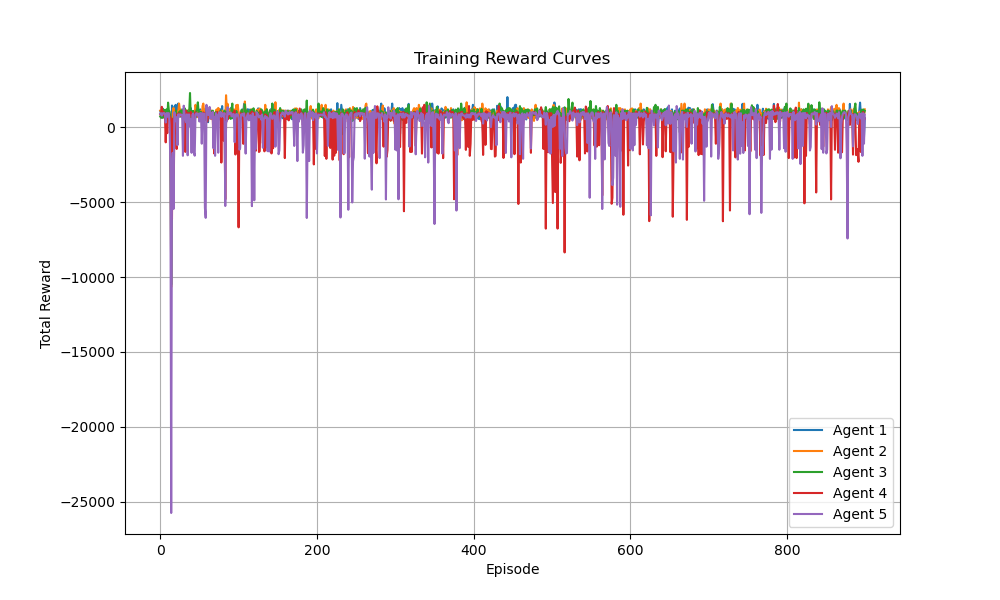 Training Reward Curves
Total Reward
0
−5000
−10000
−15000
−20000
−25000
0 200 400 600 800
Episode
Agent 1
Agent 2
Agent 3
Agent 4
Agent 5